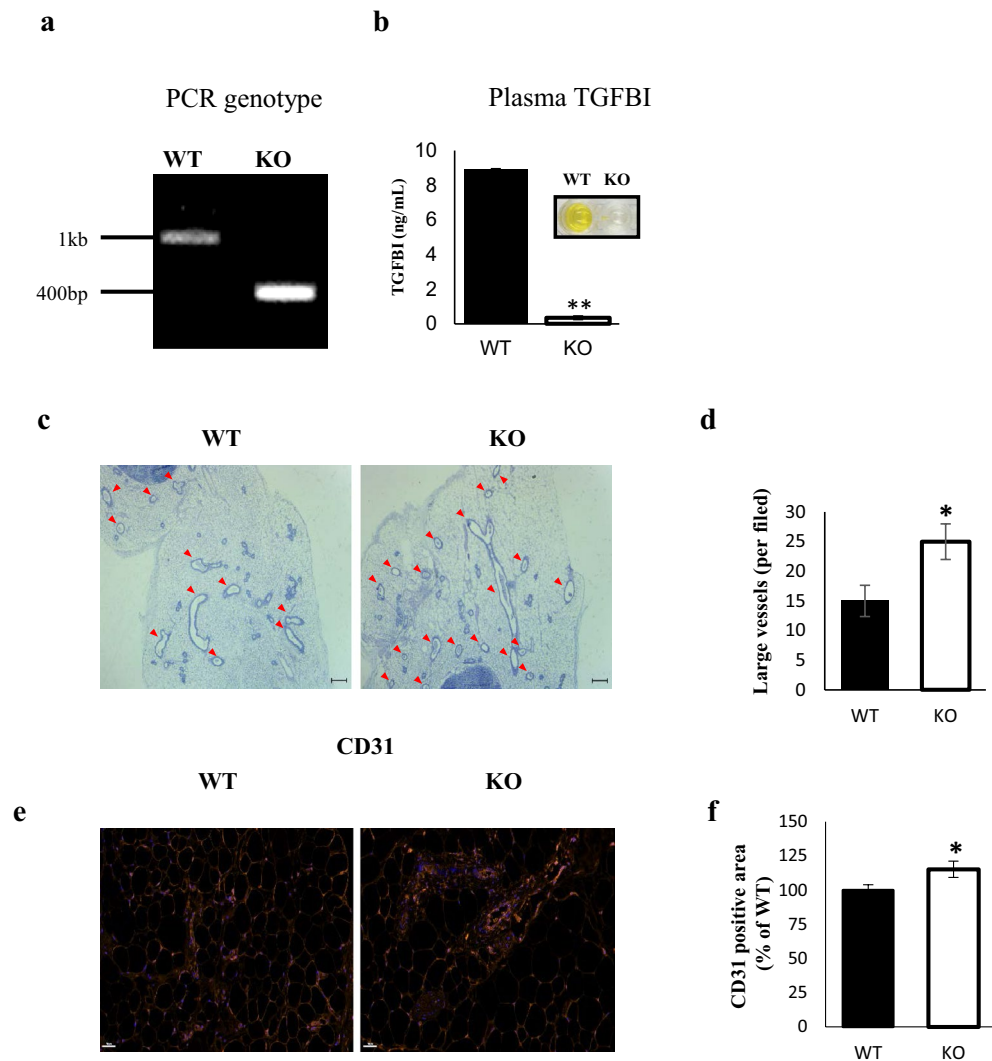 a
b
PCR genotype
Plasma TGFBI
WT KO
1kb
400bp
TGFBI (ng/mL)
10
8
6
4
2
0
WT KO
**
WT KO
c
WT KO
d
Large vessels (per filed)
30
25
20
15
10
5
0
*
WT KO
CD31
WT KO
e
f
CD31 positive area
(% of WT)
150
125
100
75
50
25
0
*
WT KO